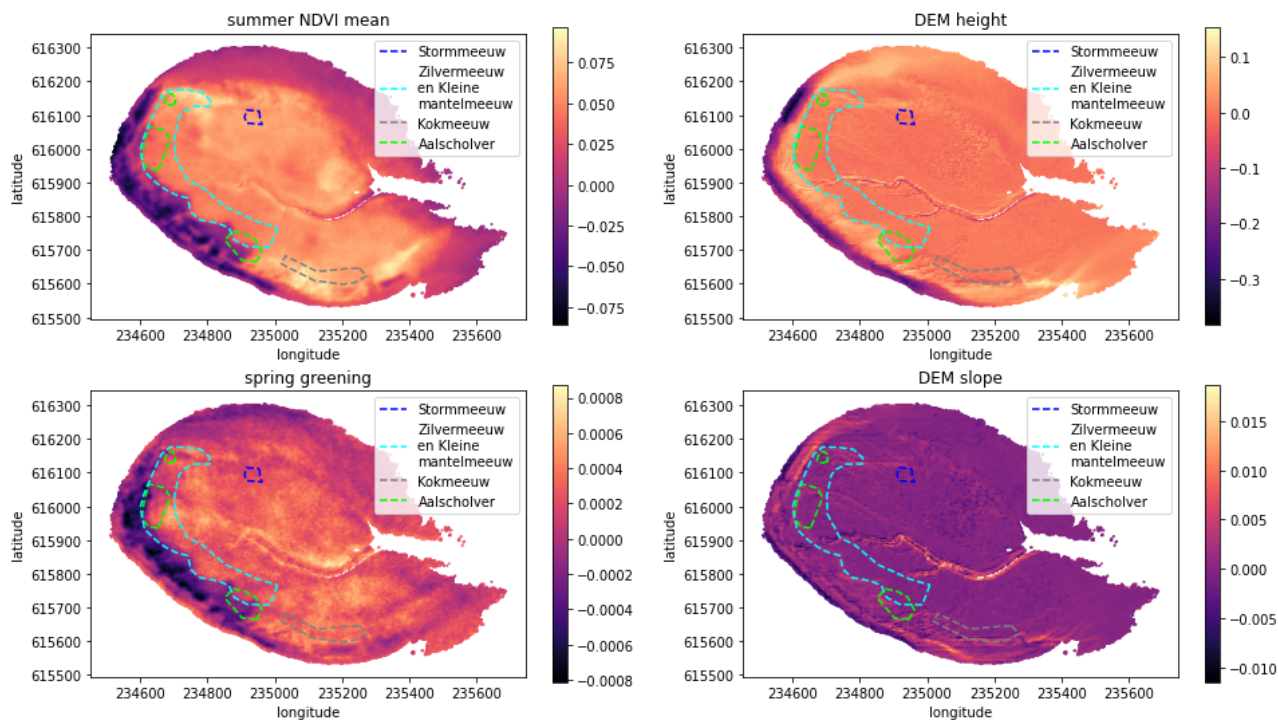 summer NDVI mean
616300
616200
616100
616000
615900
615800
615700
615600
615500
latitude
234600 234800 235000 235200 235400 235600
longitude
Stormmeeuw
Zilvermeeuw
en Kleine
mantelmeeuw
Kokmeeuw
Aalscholver
0.075
0.050
0.025
0.000
−0.025
−0.050
−0.075
DEM height
616300
616200
616100
616000
615900
615800
615700
615600
615500
latitude
234600 234800 235000 235200 235400 235600
longitude
Stormmeeuw
Zilvermeeuw
en Kleine
mantelmeeuw
Kokmeeuw
Aalscholver
0.1
0.0
−0.1
−0.2
−0.3
spring greening
616300
616200
616100
616000
615900
615800
615700
615600
615500
latitude
234600 234800 235000 235200 235400 235600
longitude
Stormmeeuw
Zilvermeeuw
en Kleine
mantelmeeuw
Kokmeeuw
Aalscholver
0.0008
0.0006
0.0004
0.0002
0.0000
−0.0002
−0.0004
−0.0006
−0.0008
DEM slope
616300
616200
616100
616000
615900
615800
615700
615600
615500
latitude
234600 234800 235000 235200 235400 235600
longitude
Stormmeeuw
Zilvermeeuw
en Kleine
mantelmeeuw
Kokmeeuw
Aalscholver
0.015
0.010
0.005
0.000
−0.005
−0.010